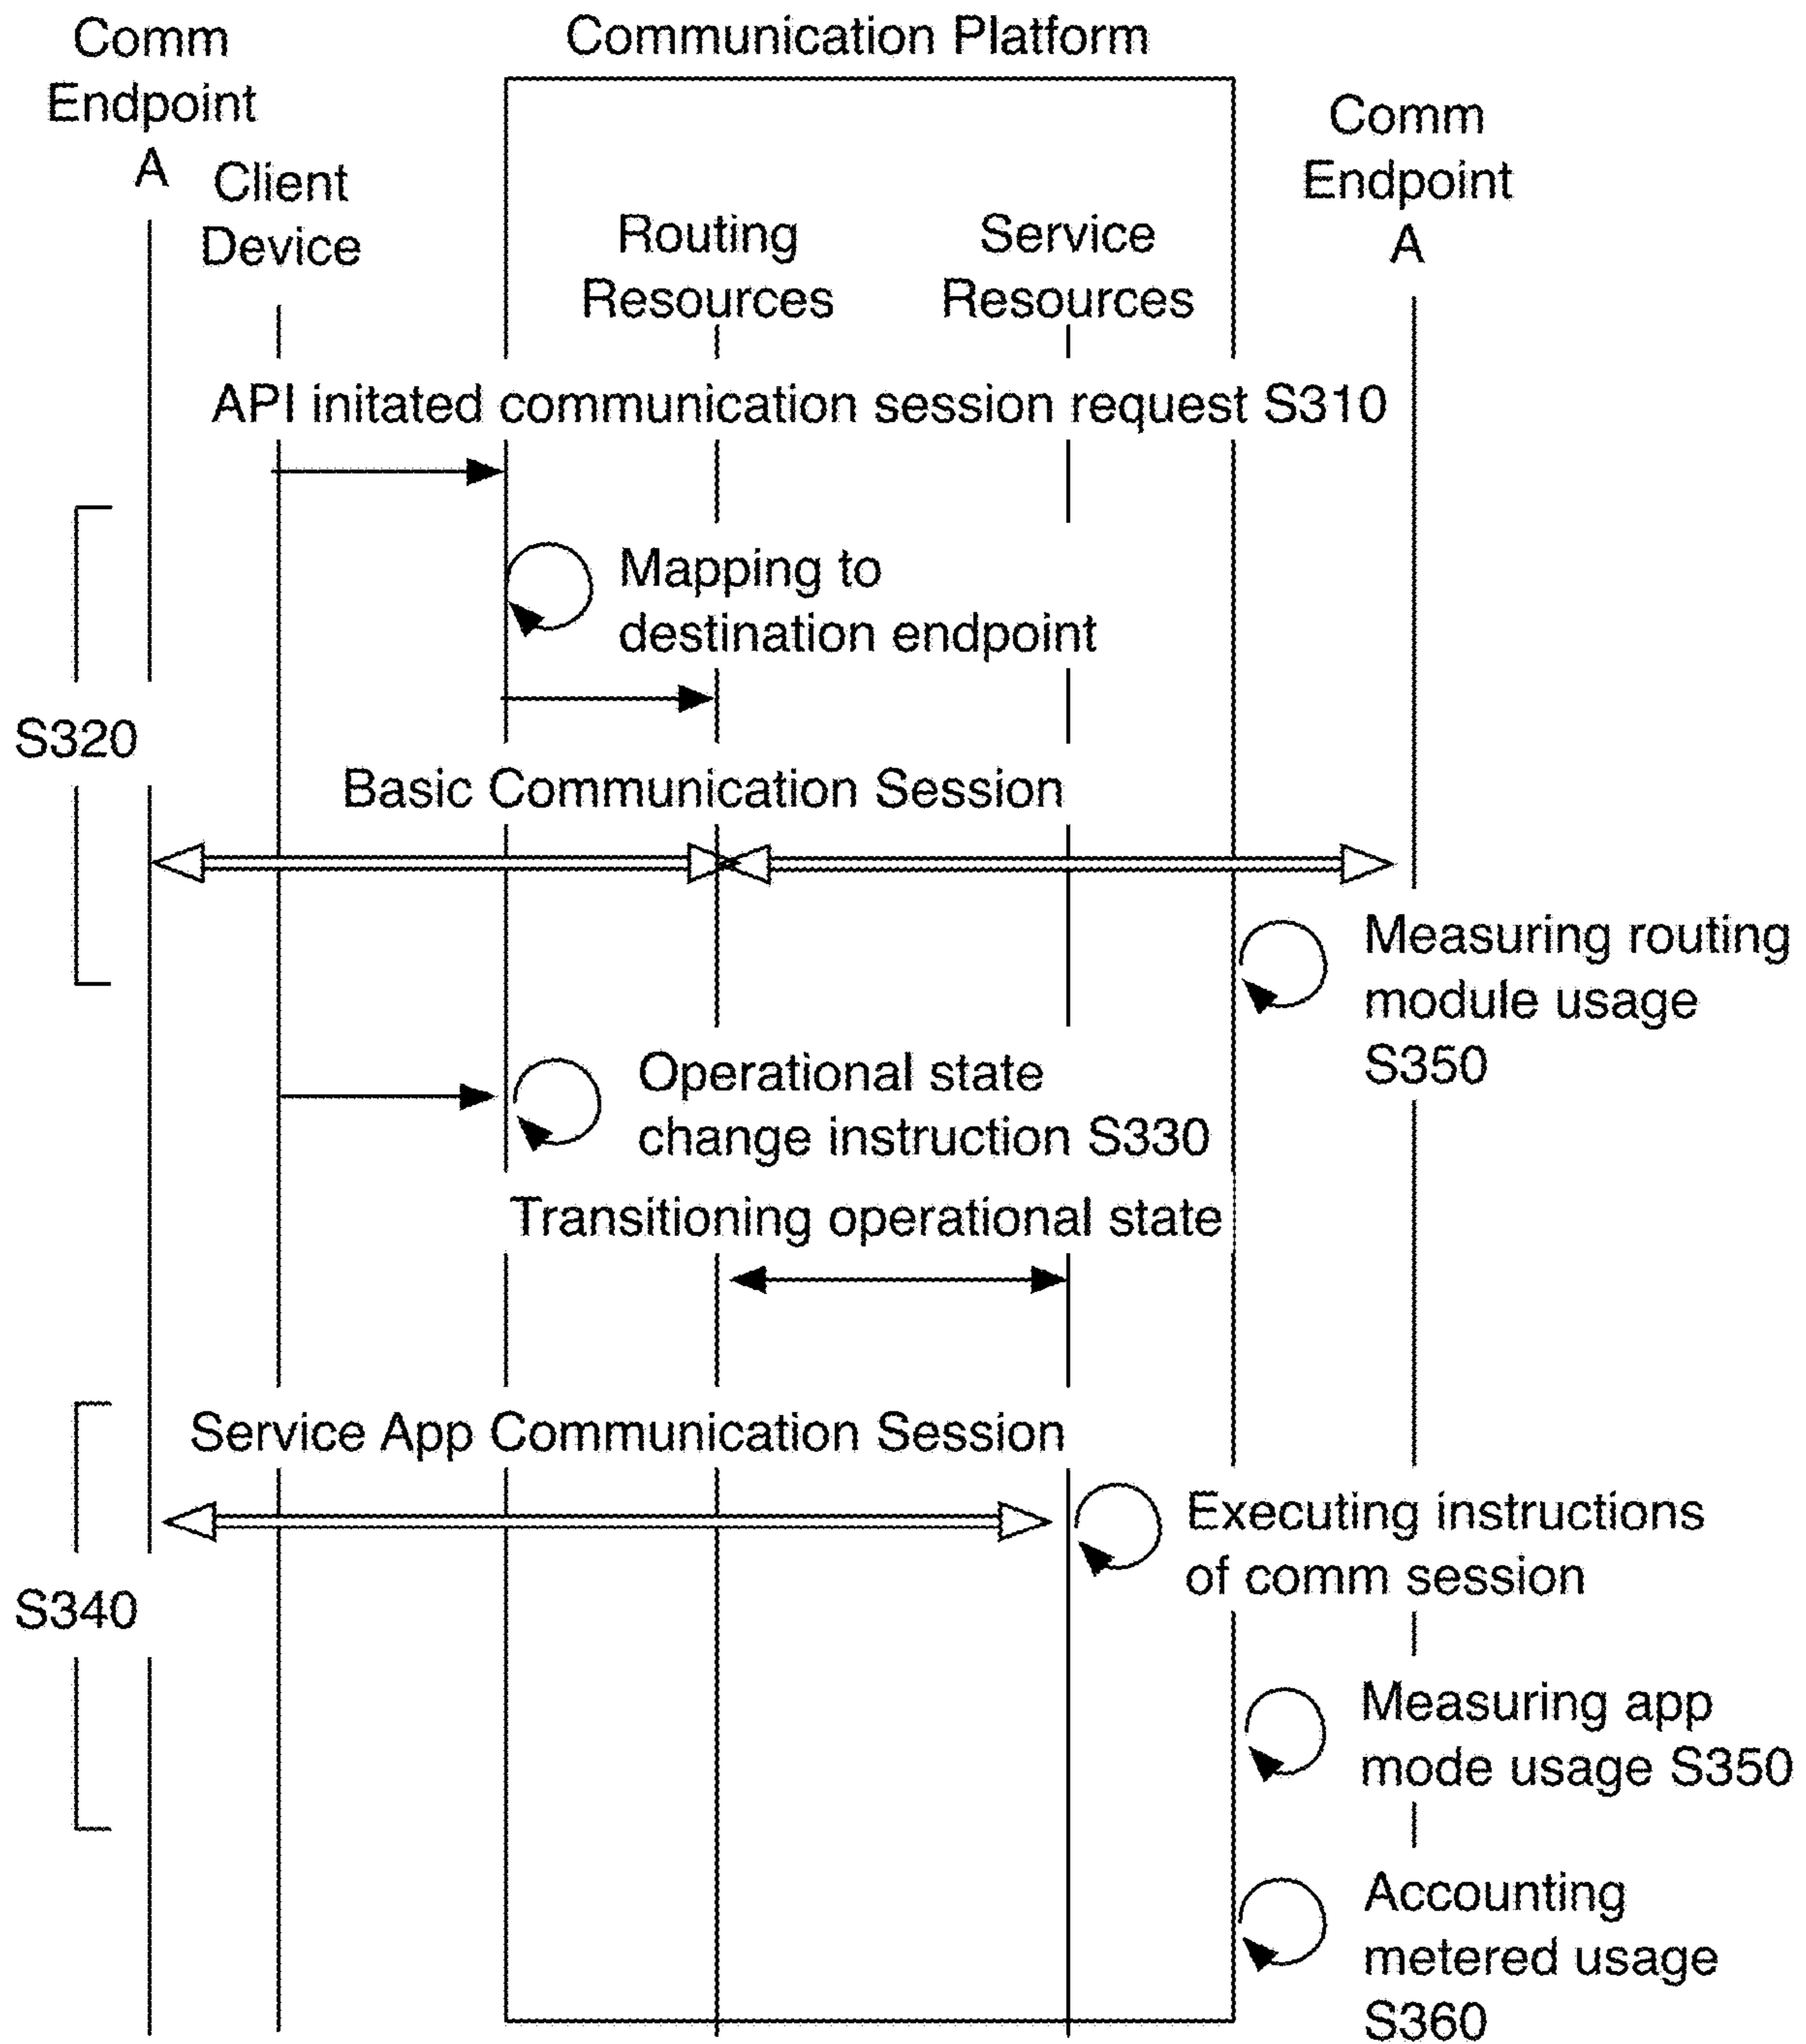 Comm
Endpoint
A
Client
Device
Communication Platform
Routing
Resources
Service
Resources
Comm
Endpoint
A
API initated communication session request S310
Mapping to
destination endpoint
S320
Basic Communication Session
Measuring routing
module usage
S350
Operational state
change instruction S330
Transitioning operational state
Service App Communication Session
Executing instructions
of comm session
S340
Measuring app
mode usage S350
Accounting
metered usage
S360